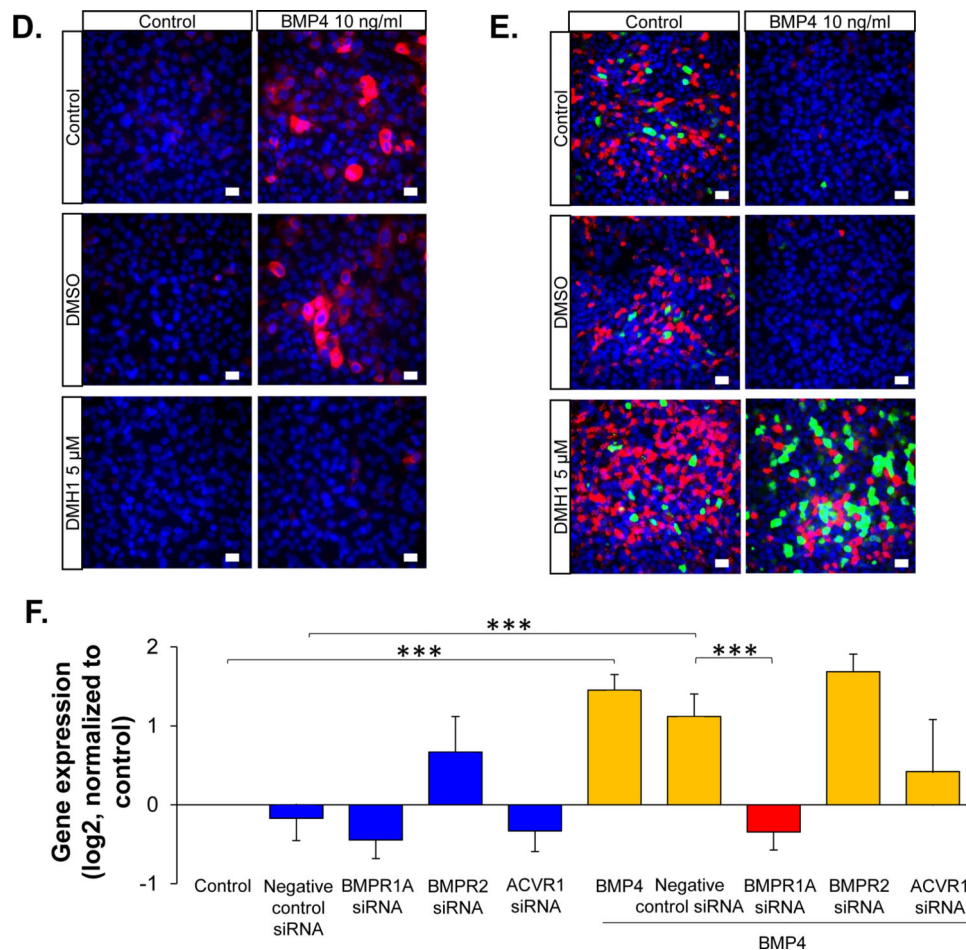 D.
Control
BMP4 10 ng/ml
Control
DMSO
DMH1 5 µM
E.
Control
BMP4 10 ng/ml
Control
DMSO
DMH1 5 µM
F.
Gene expression
(log2, normalized to
control)
2
1
0
-1
***
***
***
Control
Negative
control
siRNA
BMPR1A
siRNA
BMPR2
siRNA
ACVR1
siRNA
BMP4
Negative
control siRNA
BMPR1A
siRNA
BMPR2
siRNA
ACVR1
siRNA
BMP4